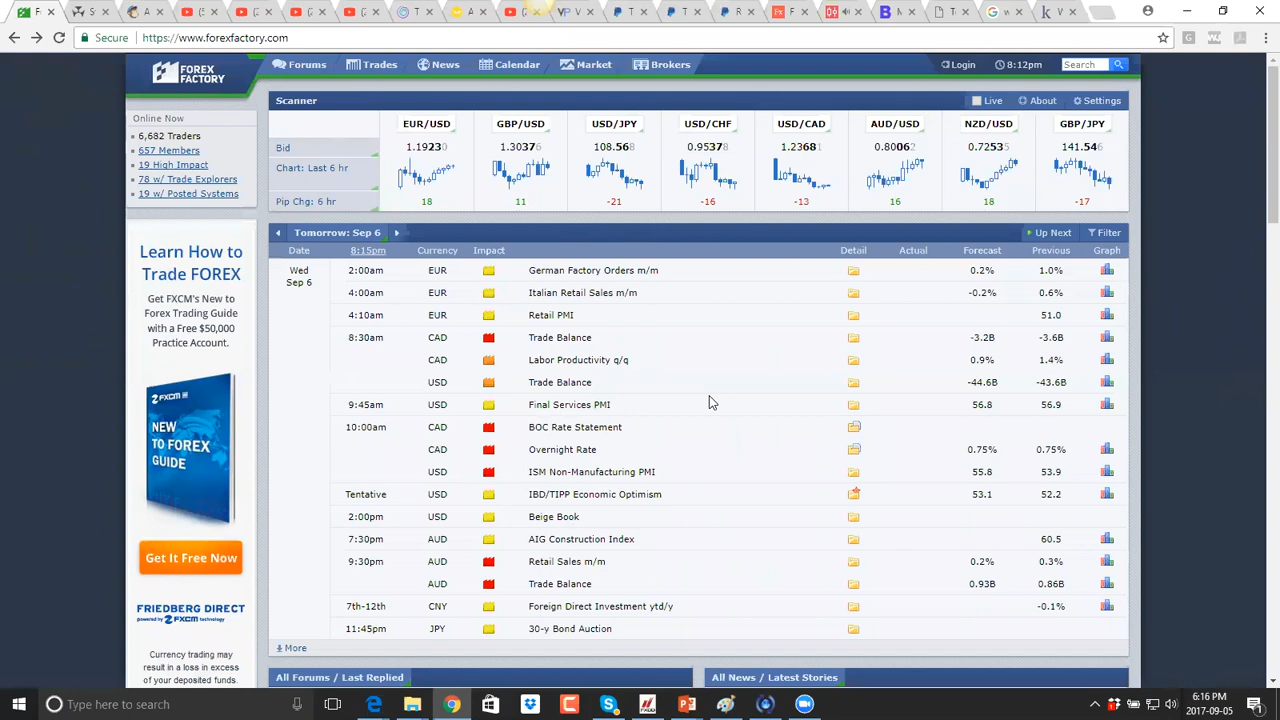 Secure https://www.forexfactory.com
FOREX FACTORY
Forums Trades News Calendar Market Brokers Login 8:12pm Search
Online Now
6,682 Traders
657 Members
19 High Impact
78 w/ Trade Explorers
19 w/ Posted Systems
Learn How to
Trade FOREX
Get FXCM's New to
Forex Trading Guide
with a Free $50,000
Practice Account.
FXCM
NEW
TO FOREX
GUIDE
Get It Free Now
FRIEDBERG DIRECT
powered by FXCM technology
Currency trading may
result in a loss in excess
of your deposited funds.
Scanner Live About Settings
EUR/USD GBP/USD USD/JPY USD/CHF USD/CAD AUD/USD NZD/USD GBP/JPY
Bid 1.19230 1.30376 108.568 0.95378 1.23681 0.80062 0.72535 141.546
Chart: Last 6 hr
Pip Chg: 6 hr 18 11 -21 -16 -13 16 18 -17
Tomorrow: Sep 6 Up Next Filter
Date 8:15pm Currency Impact Detail Actual Forecast Previous Graph
Wed
Sep 6
2:00am EUR German Factory Orders m/m 0.2% 1.0%
4:00am EUR Italian Retail Sales m/m -0.2% 0.6%
4:10am EUR Retail PMI 51.0
8:30am CAD Trade Balance -3.2B -3.6B
CAD Labor Productivity q/q 0.9% 1.4%
USD Trade Balance -44.6B -43.6B
9:45am USD Final Services PMI 56.8 56.9
10:00am CAD BOC Rate Statement
CAD Overnight Rate 0.75% 0.75%
USD ISM Non-Manufacturing PMI 55.8 53.9
Tentative USD IBD/TIPP Economic Optimism 53.1 52.2
2:00pm USD Beige Book
7:30pm AUD AIG Construction Index 60.5
9:30pm AUD Retail Sales m/m 0.2% 0.3%
AUD Trade Balance 0.93B 0.86B
7th-12th CNY Foreign Direct Investment ytd/y -0.1%
11:45pm JPY 30-y Bond Auction
More
All Forums / Last Replied
All News / Latest Stories
Type here to search
6:16 PM
2017-09-05